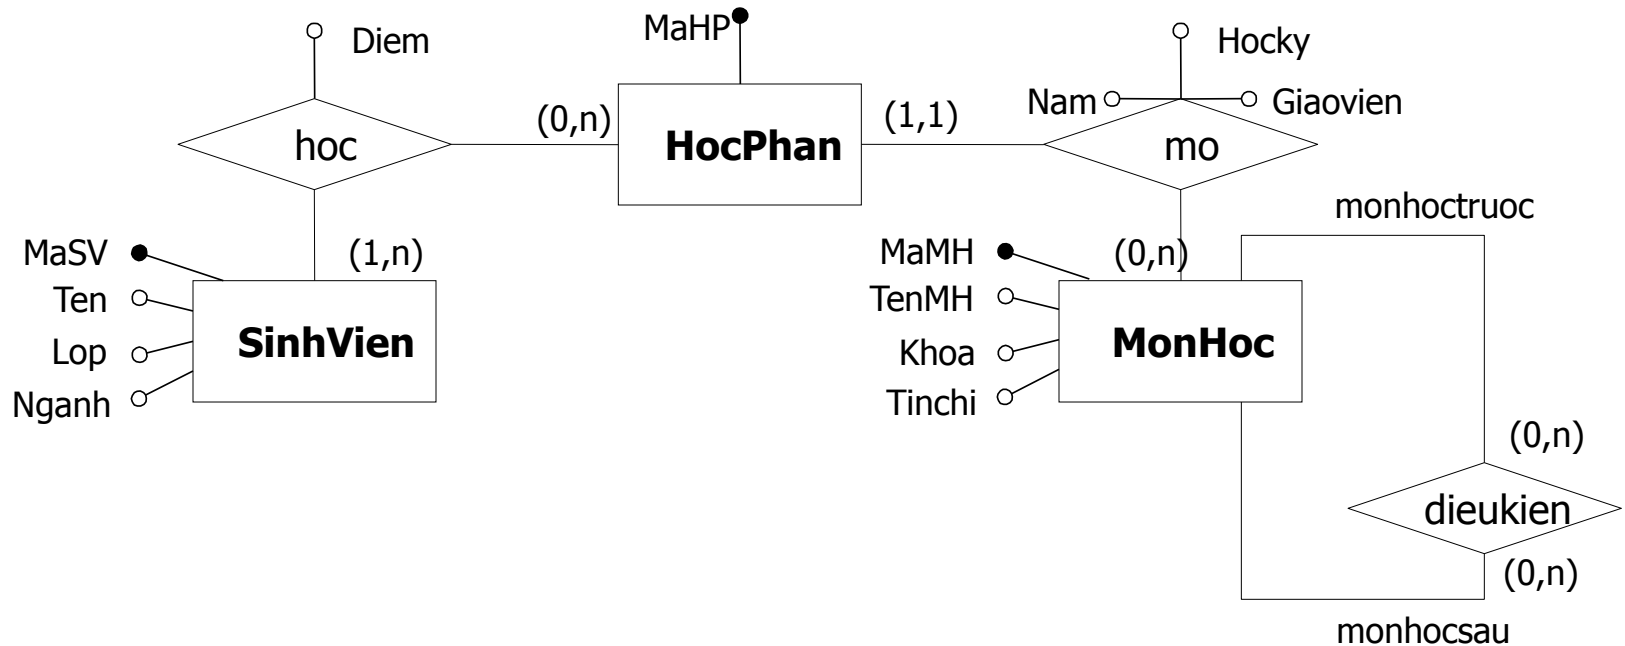 MaHP
Diem
Hocky
Nam
Giaovien
(0,n)
(1,1)
hoc
HocPhan
mo
monhoctruoc
MaSV
(1,n)
MaMH
(0,n)
Ten
TenMH
SinhVien
MonHoc
Lop
Khoa
Nganh
Tinchi
(0,n)
dieukien
(0,n)
monhocsau